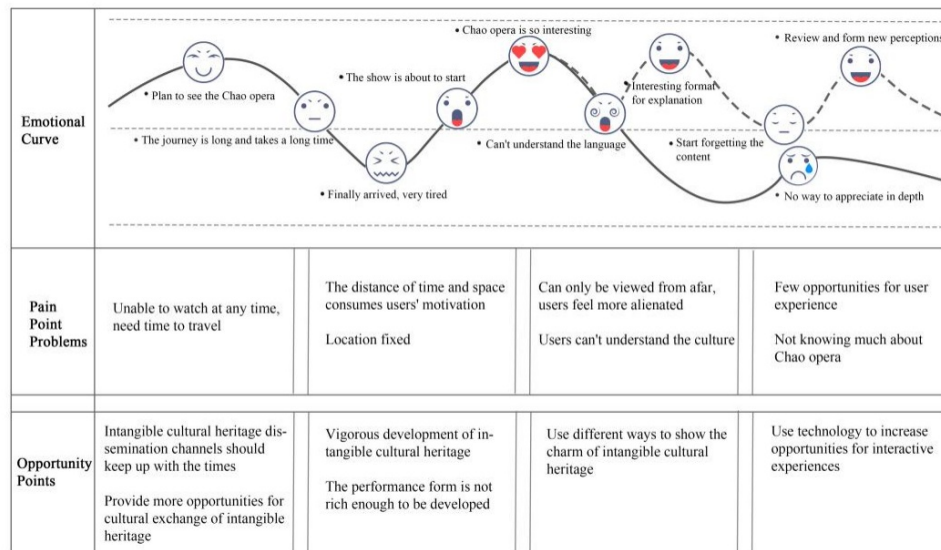 Emotional
Curve
• Plan to see the Chao opera
• The journey is long and takes a long time
• Finally arrived, very tired
• The show is about to start
• Chao opera is so interesting
• Can't understand the language
• Interesting format
for explanation
• Start forgetting the
content
• Review and form new perceptions
• No way to appreciate in depth
Pain
Point
Problems
Unable to watch at any time,
need time to travel
The distance of time and space
consumes users' motivation
Location fixed
Can only be viewed from afar,
users feel more alienated
Users can't understand the culture
Few opportunities for user
experience
Not knowing much about
Chao opera
Opportunity
Points
Intangible cultural heritage dis-
semination channels should
keep up with the times
Provide more opportunities for
cultural exchange of intangible
heritage
Vigorous development of in-
tangible cultural heritage
The performance form is not
rich enough to be developed
Use different ways to show the
charm of intangible cultural
heritage
Use technology to increase
opportunities for interactive
experiences